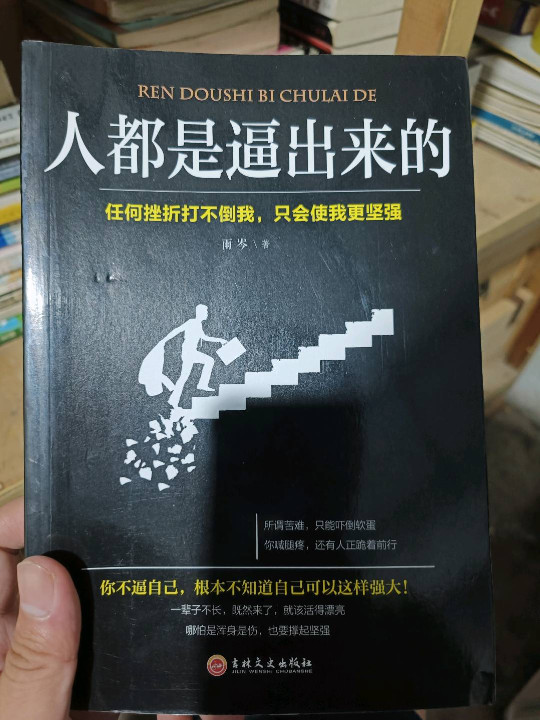 REN DOUSHI BI CHULAI DE
人都是逼出来的
任何挫折打不倒我，只会使我更坚强
雨岑\著
所谓苦难，只能吓倒软蛋
你喊腿疼，还有人正跪着前行
你不逼自己，根本不知道自己可以这样强大！
一辈子不长，既然来了，就该活得漂亮
哪怕是浑身是伤，也要撑起坚强
吉林文史出版社
JILIN WENSHI CHUBANSHE